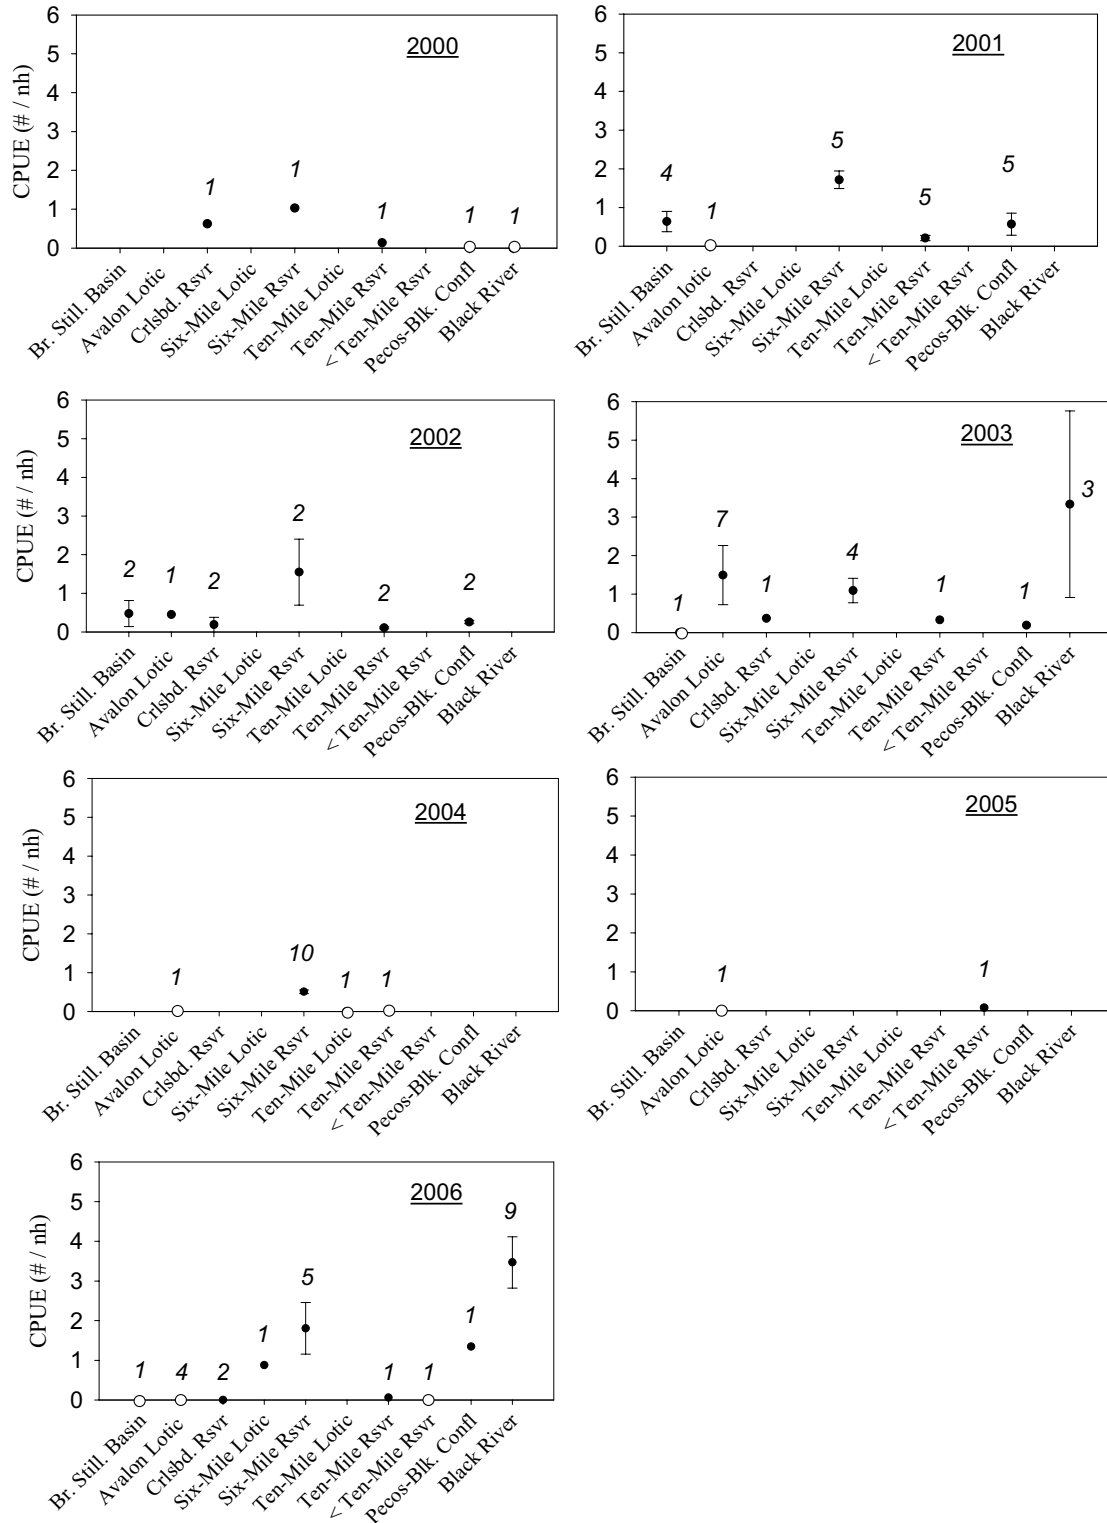 2000
CPUE (# / nh)
6
5
4
3
2
1
0
1
1
1
1
1
Br. Still. Basin
Avalon Lotic
Crlsbd. Rsvr
Six-Mile Lotic
Six-Mile Rsvr
Ten-Mile Lotic
Ten-Mile Rsvr
< Ten-Mile Rsvr
Pecos-Blk. Confl
Black River
2001
6
5
4
3
2
1
0
4
1
5
5
5
Br. Still. Basin
Avalon lotic
Crlsbd. Rsvr
Six-Mile Lotic
Six-Mile Rsvr
Ten-Mile Lotic
Ten-Mile Rsvr
< Ten-Mile Rsvr
Pecos-Blk. Confl
Black River
2002
CPUE (# / nh)
6
5
4
3
2
1
0
2
1
2
2
2
2
Br. Still. Basin
Avalon Lotic
Crlsbd. Rsvr
Six-Mile Lotic
Six-Mile Rsvr
Ten-Mile Lotic
Ten-Mile Rsvr
< Ten-Mile Rsvr
Pecos-Blk. Confl
Black River
2003
6
5
4
3
2
1
0
1
7
1
4
1
1
3
Br. Still. Basin
Avalon Lotic
Crlsbd. Rsvr
Six-Mile Lotic
Six-Mile Rsvr
Ten-Mile Lotic
Ten-Mile Rsvr
< Ten-Mile Rsvr
Pecos-Blk. Confl
Black River
2004
CPUE (# / nh)
6
5
4
3
2
1
0
1
10
1
1
Br. Still. Basin
Avalon Lotic
Crlsbd. Rsvr
Six-Mile Lotic
Six-Mile Rsvr
Ten-Mile Lotic
Ten-Mile Rsvr
< Ten-Mile Rsvr
Pecos-Blk. Confl
Black River
2005
6
5
4
3
2
1
0
1
1
Br. Still. Basin
Avalon Lotic
Crlsbd. Rsvr
Six-Mile Lotic
Six-Mile Rsvr
Ten-Mile Lotic
Ten-Mile Rsvr
< Ten-Mile Rsvr
Pecos-Blk. Confl
Black River
2006
CPUE (# / nh)
6
5
4
3
2
1
0
1
4
2
1
5
1
1
1
9
Br. Still. Basin
Avalon Lotic
Crlsbd. Rsvr
Six-Mile Lotic
Six-Mile Rsvr
Ten-Mile Lotic
Ten-Mile Rsvr
< Ten-Mile Rsvr
Pecos-Blk. Confl
Black River